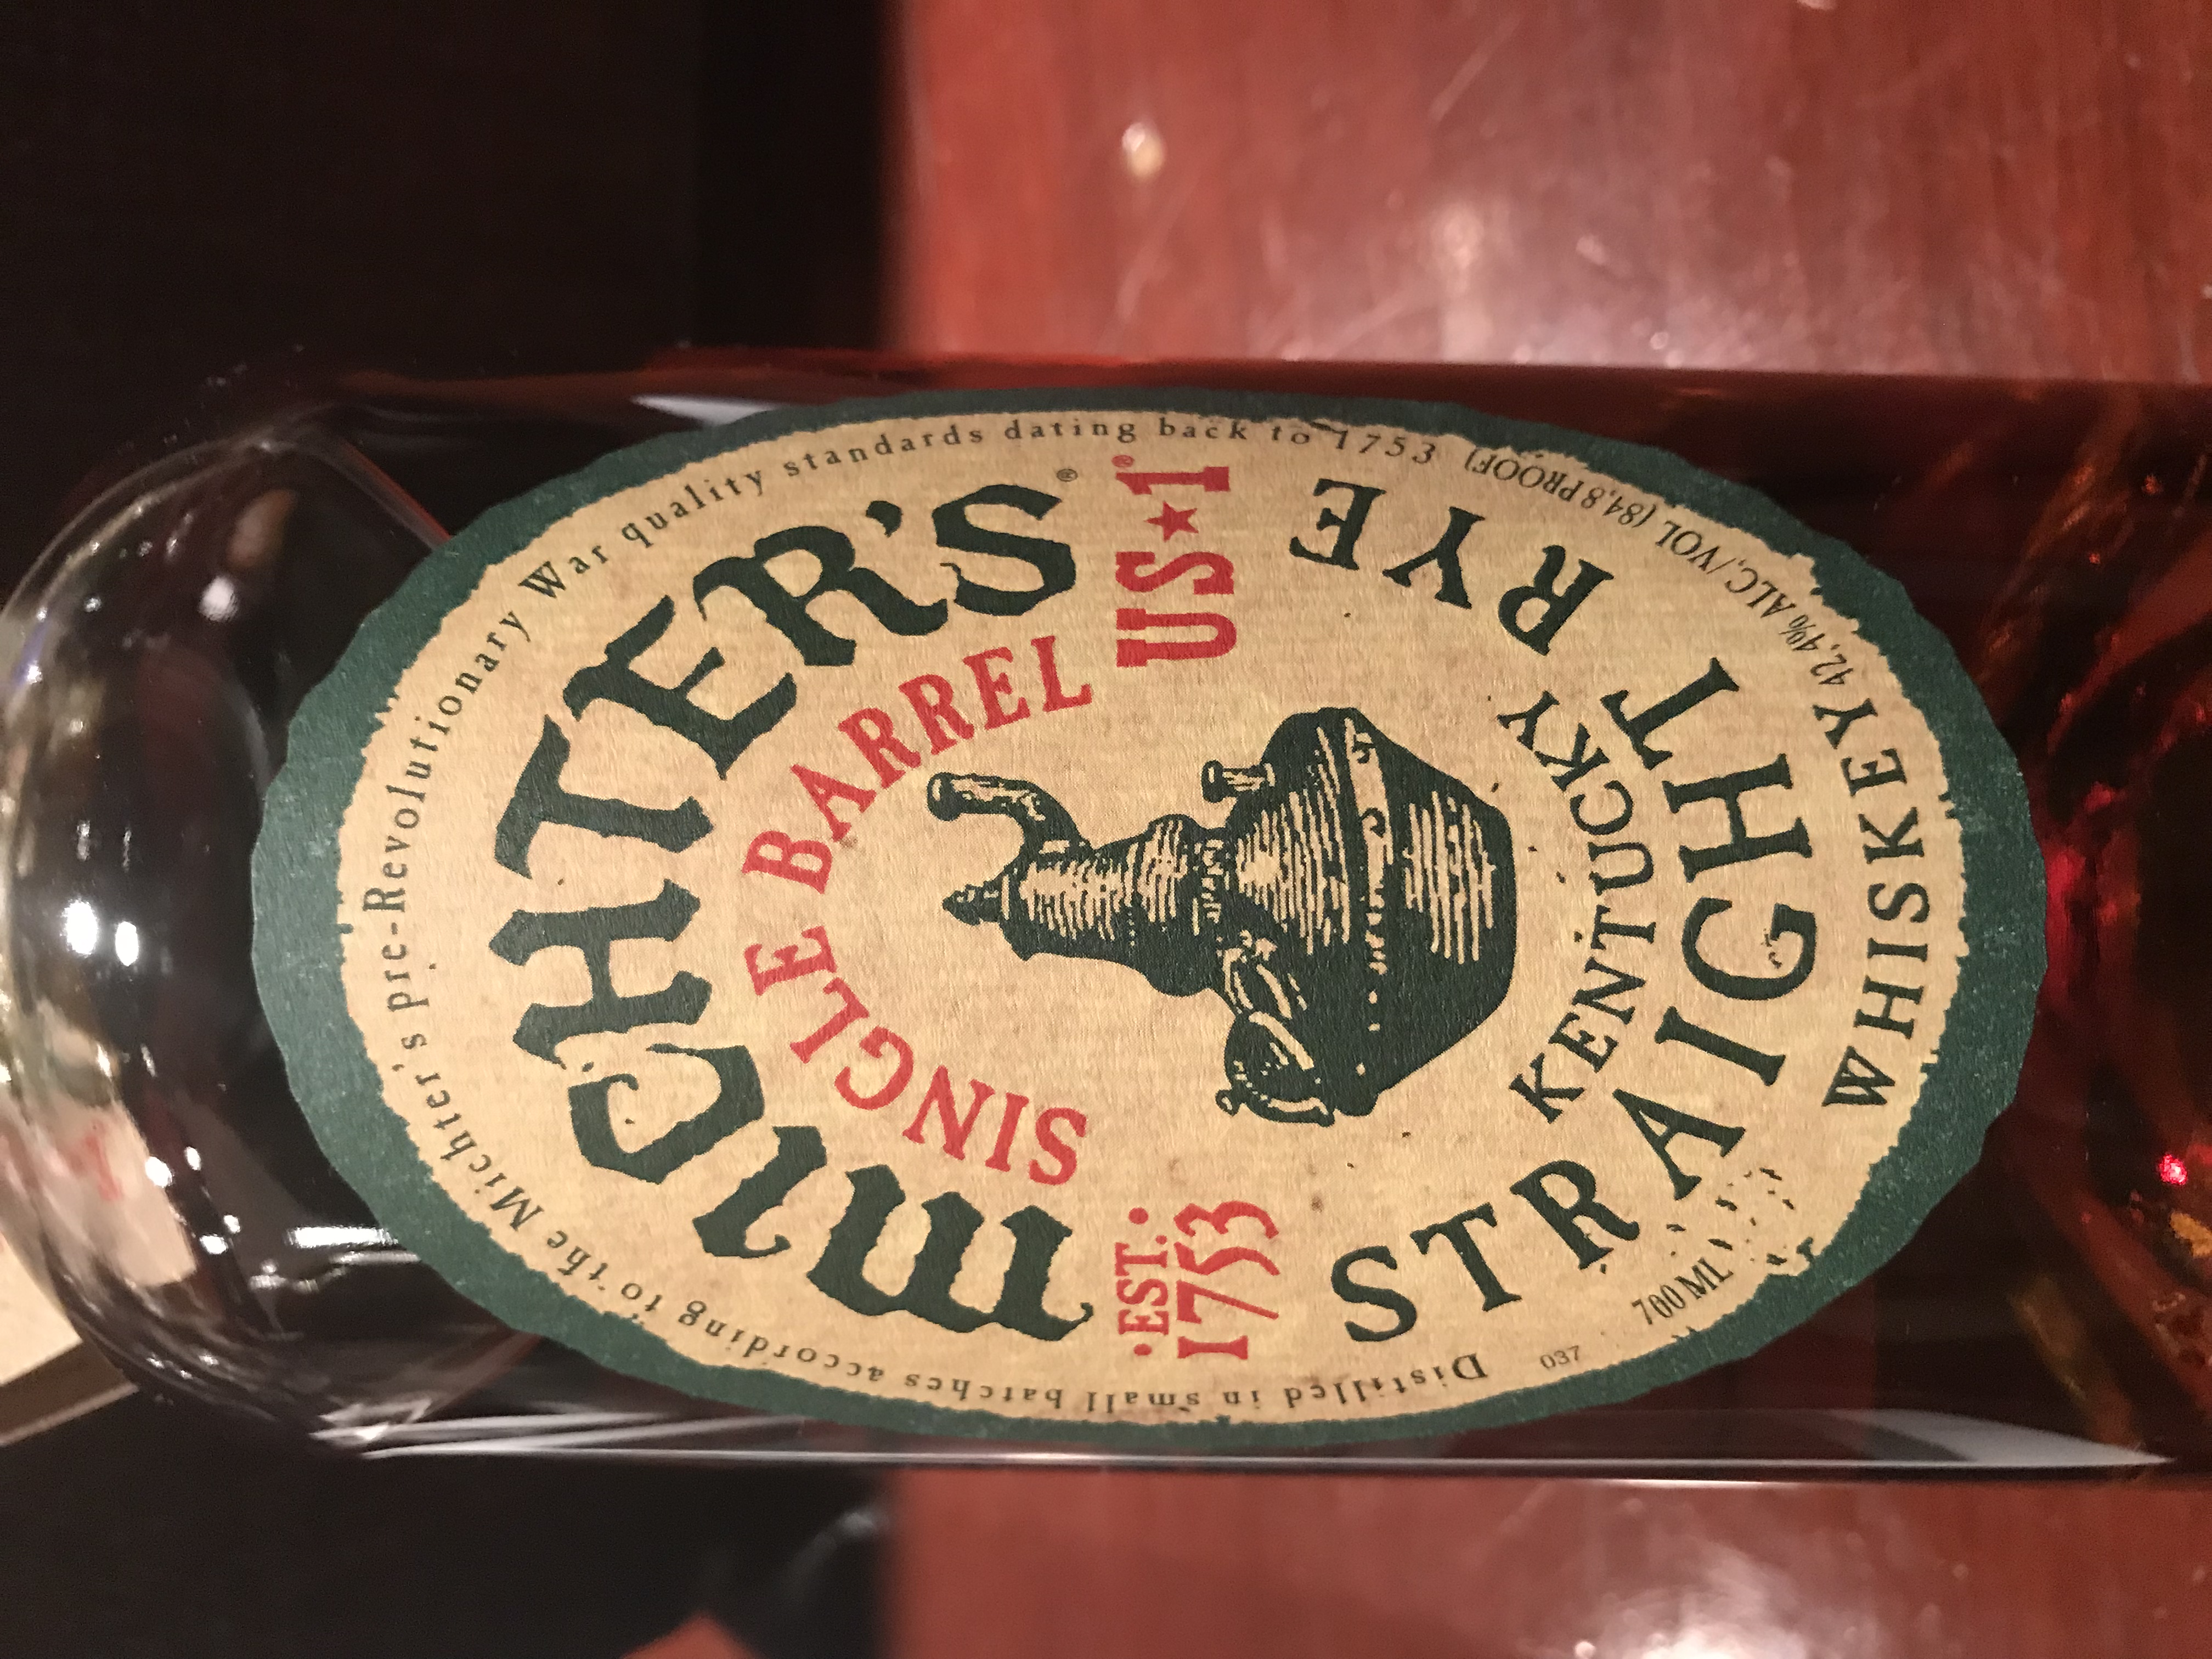 Distilled in small batches according to the Michter's pre-Revolutionary War quality standards dating back to 1753
MICHTER'S®
SINGLE BARREL
·EST.·
1753
US★1®
KENTUCKY
STRAIGHT RYE
WHISKEY
037
700 ML
42,4% ALC./VOL (84,8 PROOF)